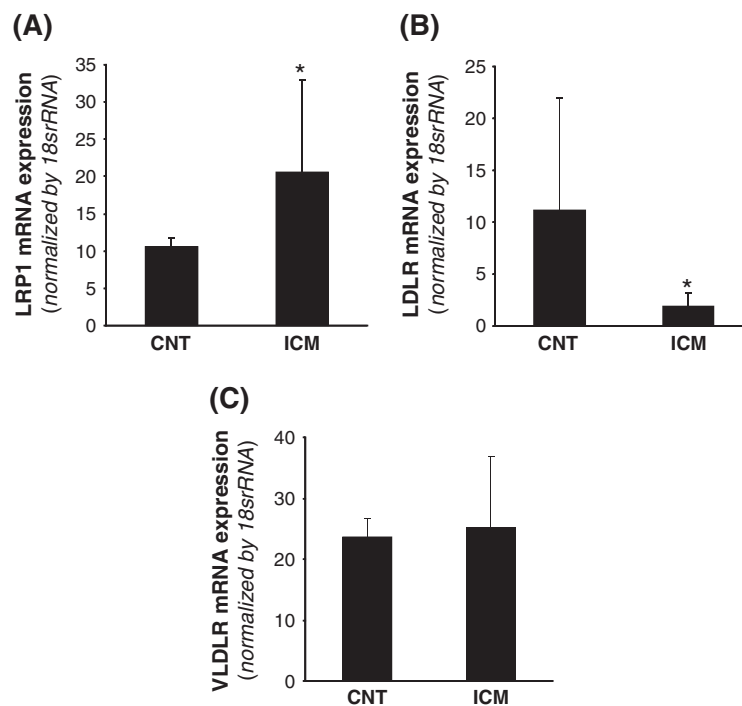 (A)
LRP1 mRNA expression
(normalized by 18srRNA)
35
30
25
20
15
10
5
0
*
CNT
ICM
(B)
LDLR mRNA expression
(normalized by 18srRNA)
25
20
15
10
5
0
*
CNT
ICM
(C)
VLDLR mRNA expression
(normalized by 18srRNA)
40
30
20
10
0
CNT
ICM